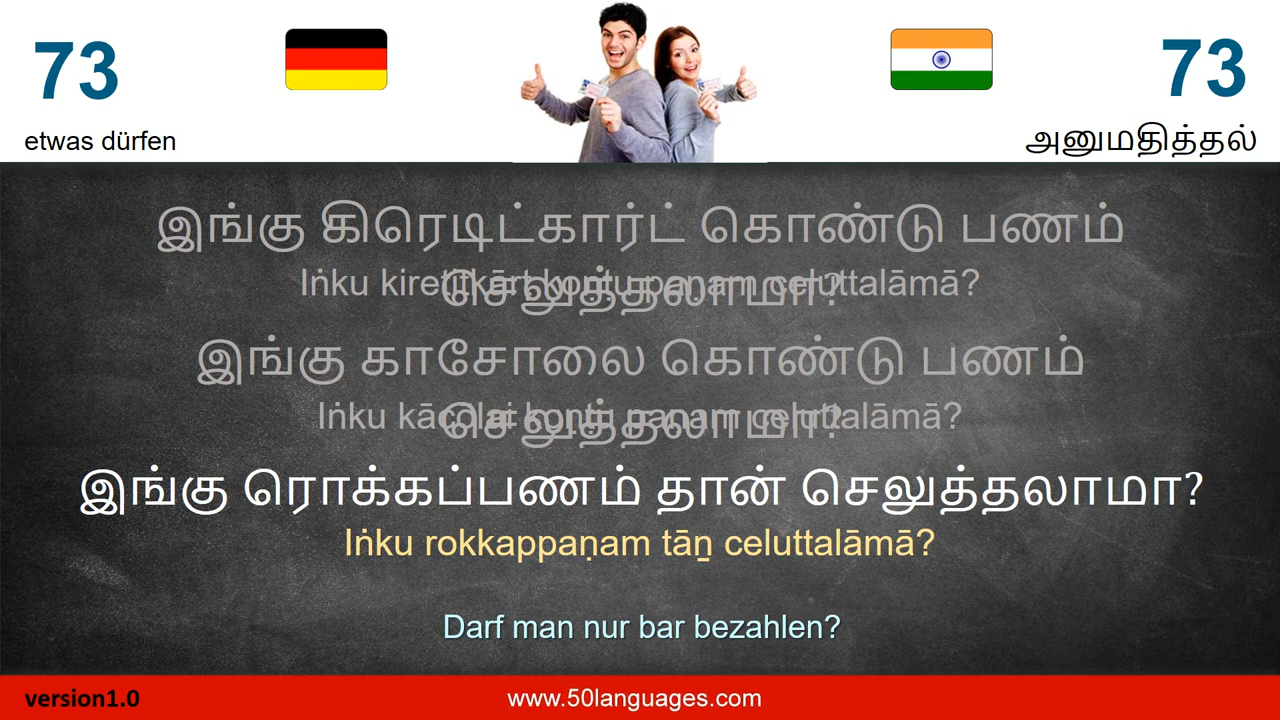 73
73
etwas dürfen
அனுமதித்தல்
இங்கு கிரெடிட்கார்ட் கொண்டு பணம்
செலுத்தலாமா?
Iṅku kireṭiṭkārṭ koṇṭu paṇam celuttalāmā?
இங்கு காசோலை கொண்டு பணம்
செலுத்தலாமா?
Iṅku kācōlai koṇṭu paṇam celuttalāmā?
இங்கு ரொக்கப்பணம் தான் செலுத்தலாமா?
Iṅku rokkappaṇam tāṉ celuttalāmā?
Darf man nur bar bezahlen?
version1.0
www.50languages.com